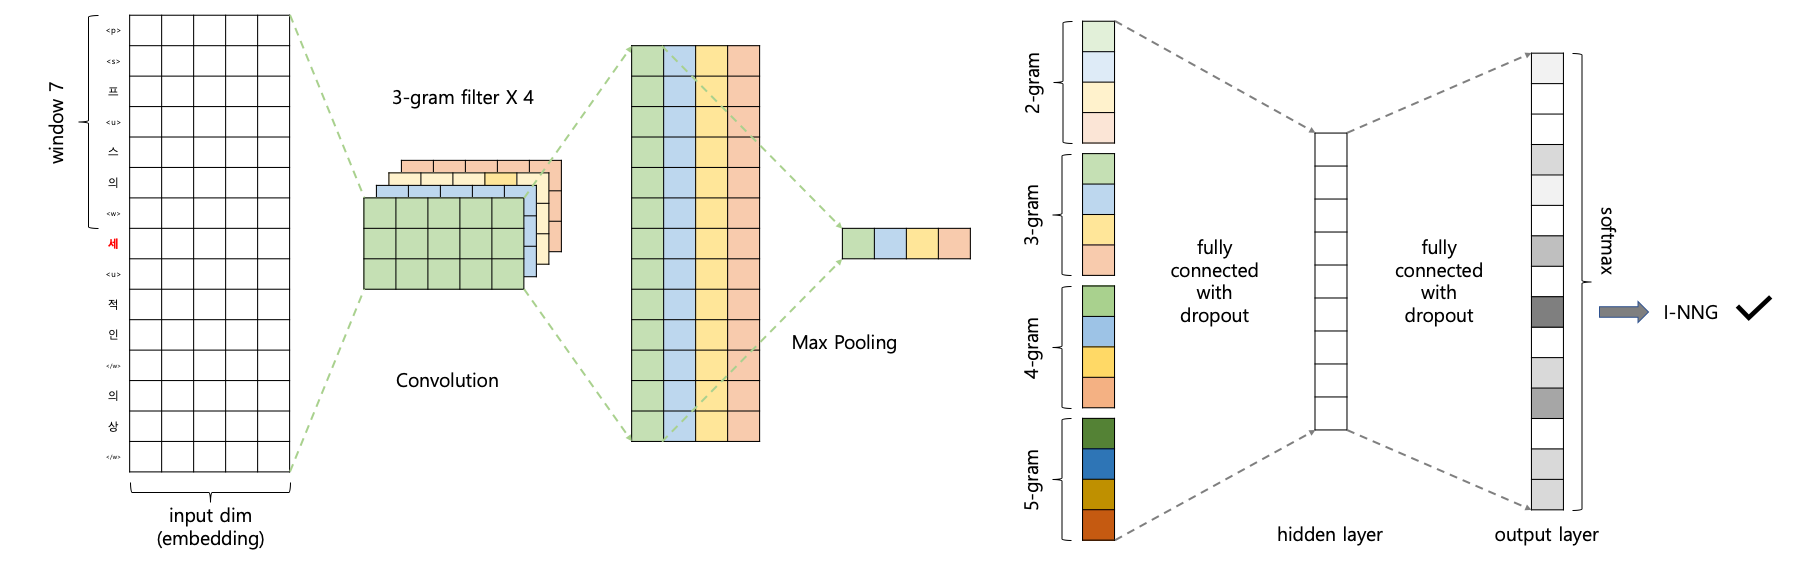 window 7
<p>
<s>
프
<u>
스
의
<w>
세
<u>
적
인
</w>
의
상
</w>
input dim
(embedding)
3-gram filter X 4
Convolution
Max Pooling
2-gram
3-gram
4-gram
5-gram
fully
connected
with
dropout
hidden layer
fully
connected
with
dropout
output layer
softmax
I-NNG